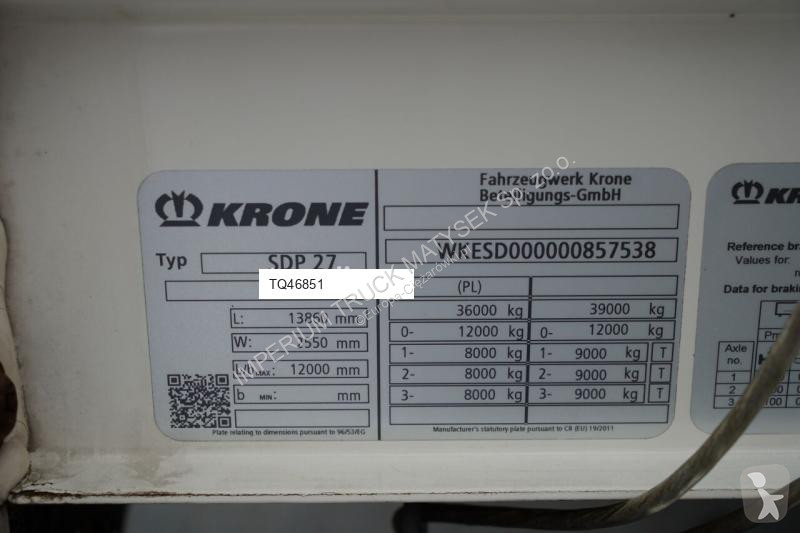 KRONE
Typ SDP 27
TQ46851
L: 13860 mm
W: 2550 mm
MAX: 12000 mm
b MIN: mm
Plate relating to dimensions pursuant to 96/53/EG
Fahrzeugwerk Krone
Beteiligungs-GmbH
WKESD000000857538
(PL)
36000 kg 39000 kg
0- 12000 kg 0- 12000 kg
1- 8000 kg 1- 9000 kg T
2- 8000 kg 2- 9000 kg T
3- 8000 kg 3- 9000 kg T
Manufacturer's statutory plate pursuant to CR (EU) 19/2011
IMPERIUM TRUCK MATYSEK Sp. z o.o.
KR
Reference bra
Values for:
Data for braki
Axle
no.
1
2
3